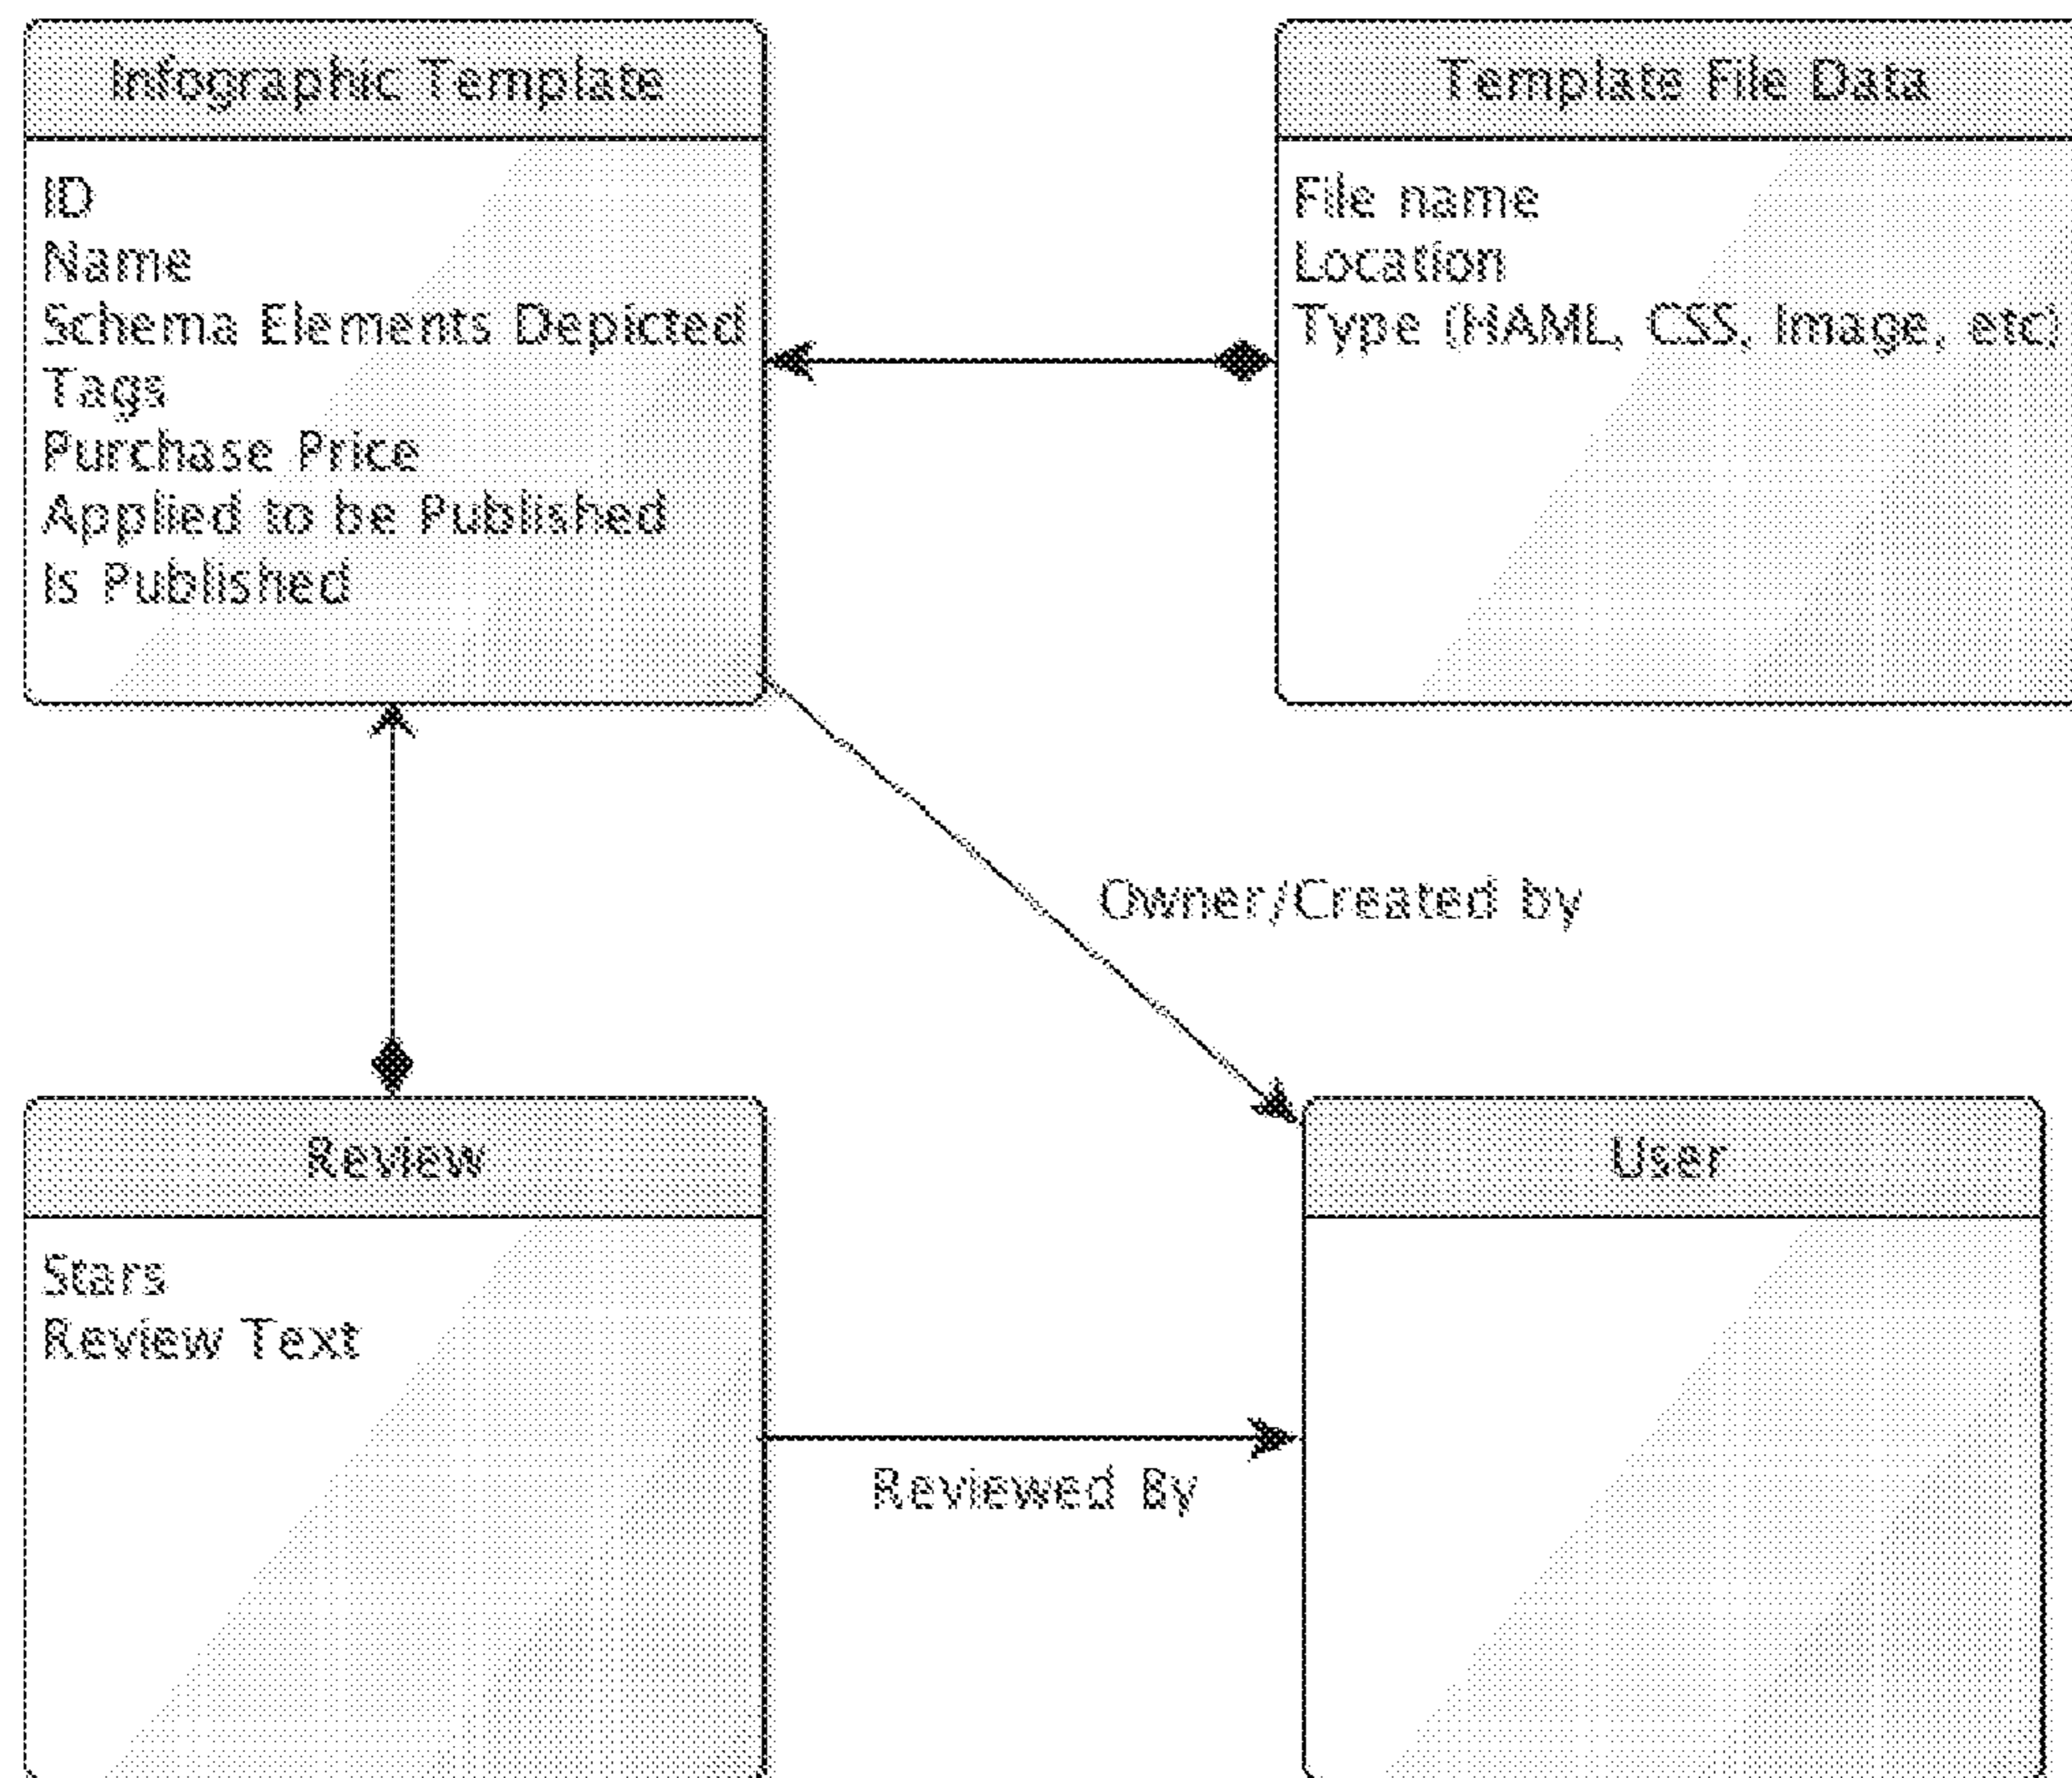 Infographic Template
ID
Name
Schema Elements Depicted
Tags
Purchase Price
Applied to be Published
Is Published
Template File Data
File name
Location
Type (HAML, CSS, Image, etc)
Owner/Created by
Review
Stars
Review Text
Reviewed By
User